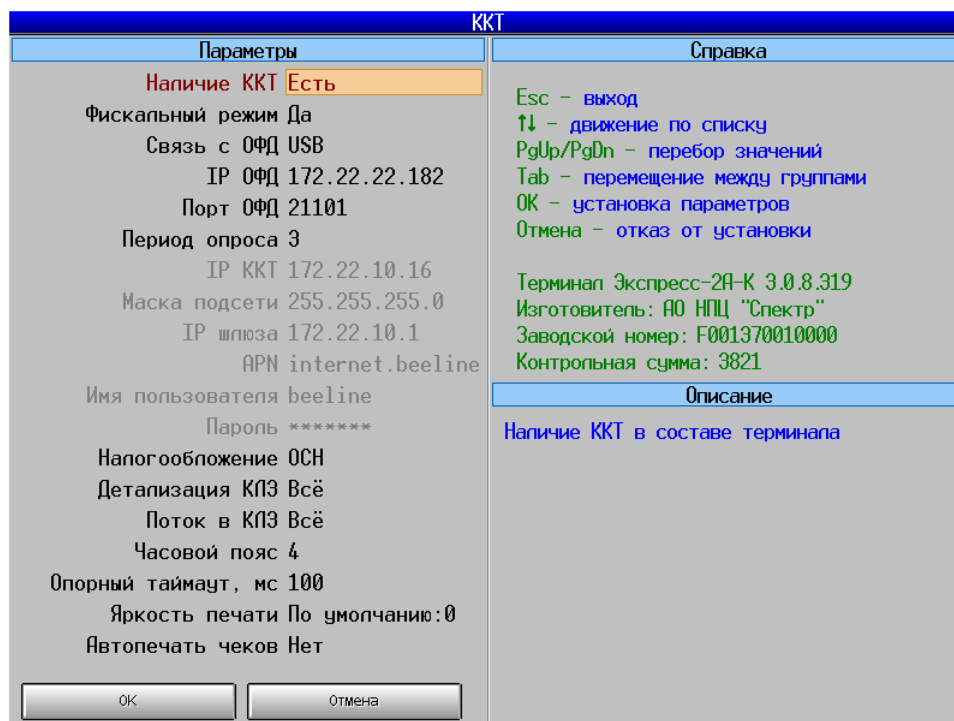 ККТ
Параметры
Наличие ККТ Есть
Фискальный режим Да
Связь с ОФД USB
IP ОФД 172.22.22.182
Порт ОФД 21101
Период опроса 3
IP ККТ 172.22.10.16
Маска подсети 255.255.255.0
IP шлюза 172.22.10.1
APN internet.beeline
Имя пользователя beeline
Пароль *******
Налогообложение ОСН
Детализация КЛЭ Всё
Поток в КЛЭ Всё
Часовой пояс 4
Опорный таймаут, мс 100
Яркость печати По умолчанию:0
Автопечать чеков Нет
OK
Отмена
Справка
Esc - выход
↑↓ - движение по списку
PgUp/PgDn - перебор значений
Tab - перемещение между группами
OK - установка параметров
Отмена - отказ от установки
Терминал Экспресс-2А-К 3.0.8.319
Изготовитель: АО НПЦ "Спектр"
Заводской номер: F001370010000
Контрольная сумма: 3821
Описание
Наличие ККТ в составе терминала